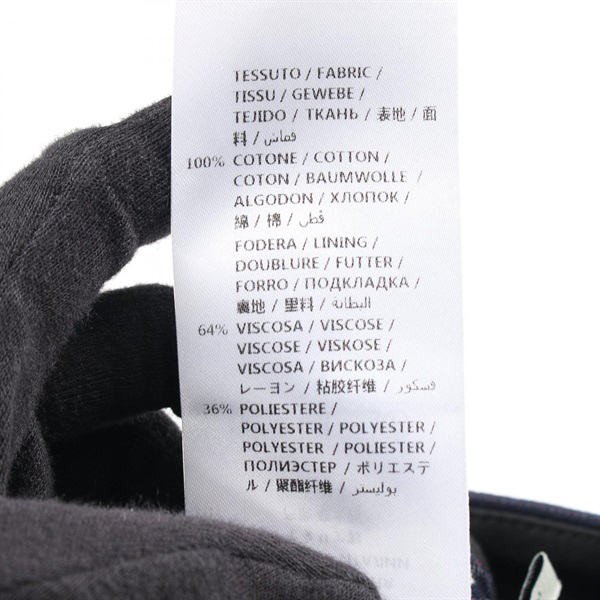 TESSUTO / FABRIC /
TISSU / GEWEBE /
TEJIDO / ТКАНЬ / 表地 / 面
料 / قماش /
100% COTONE / COTTON /
COTON / BAUMWOLLE /
ALGODON / ХЛОПОК /
綿 / 棉 / قطن /
FODERA / LINING /
DOUBLURE / FUTTER /
FORRO / ПОДКЛАДКА /
裏地 / 里料 / البطانة /
64% VISCOSA / VISCOSE /
VISCOSE / VISKOSE /
VISCOSA / ВИСКОЗА /
レーヨン / 粘胶纤维 / فسكور /
36% POLIESTERE /
POLYESTER / POLYESTER /
POLYESTER / POLIESTER /
ПОЛИЭСТЕР / ポリエステ
ル / 聚酯纤维 / بوليستر /